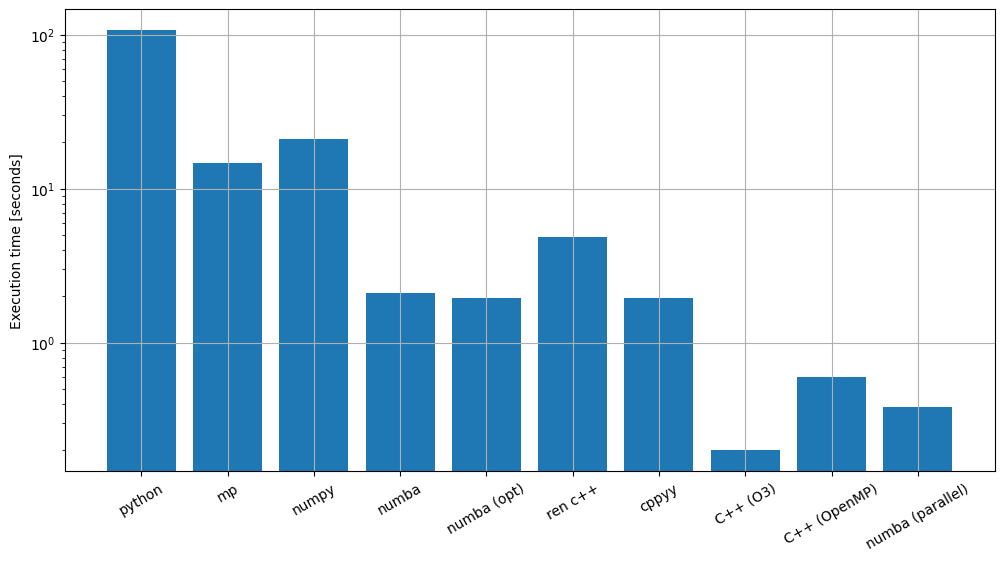 Execution time [seconds]
10²
10¹
10⁰
python
mp
numpy
numba
numba (opt)
ren c++
cppyy
C++ (O3)
C++ (OpenMP)
numba (parallel)